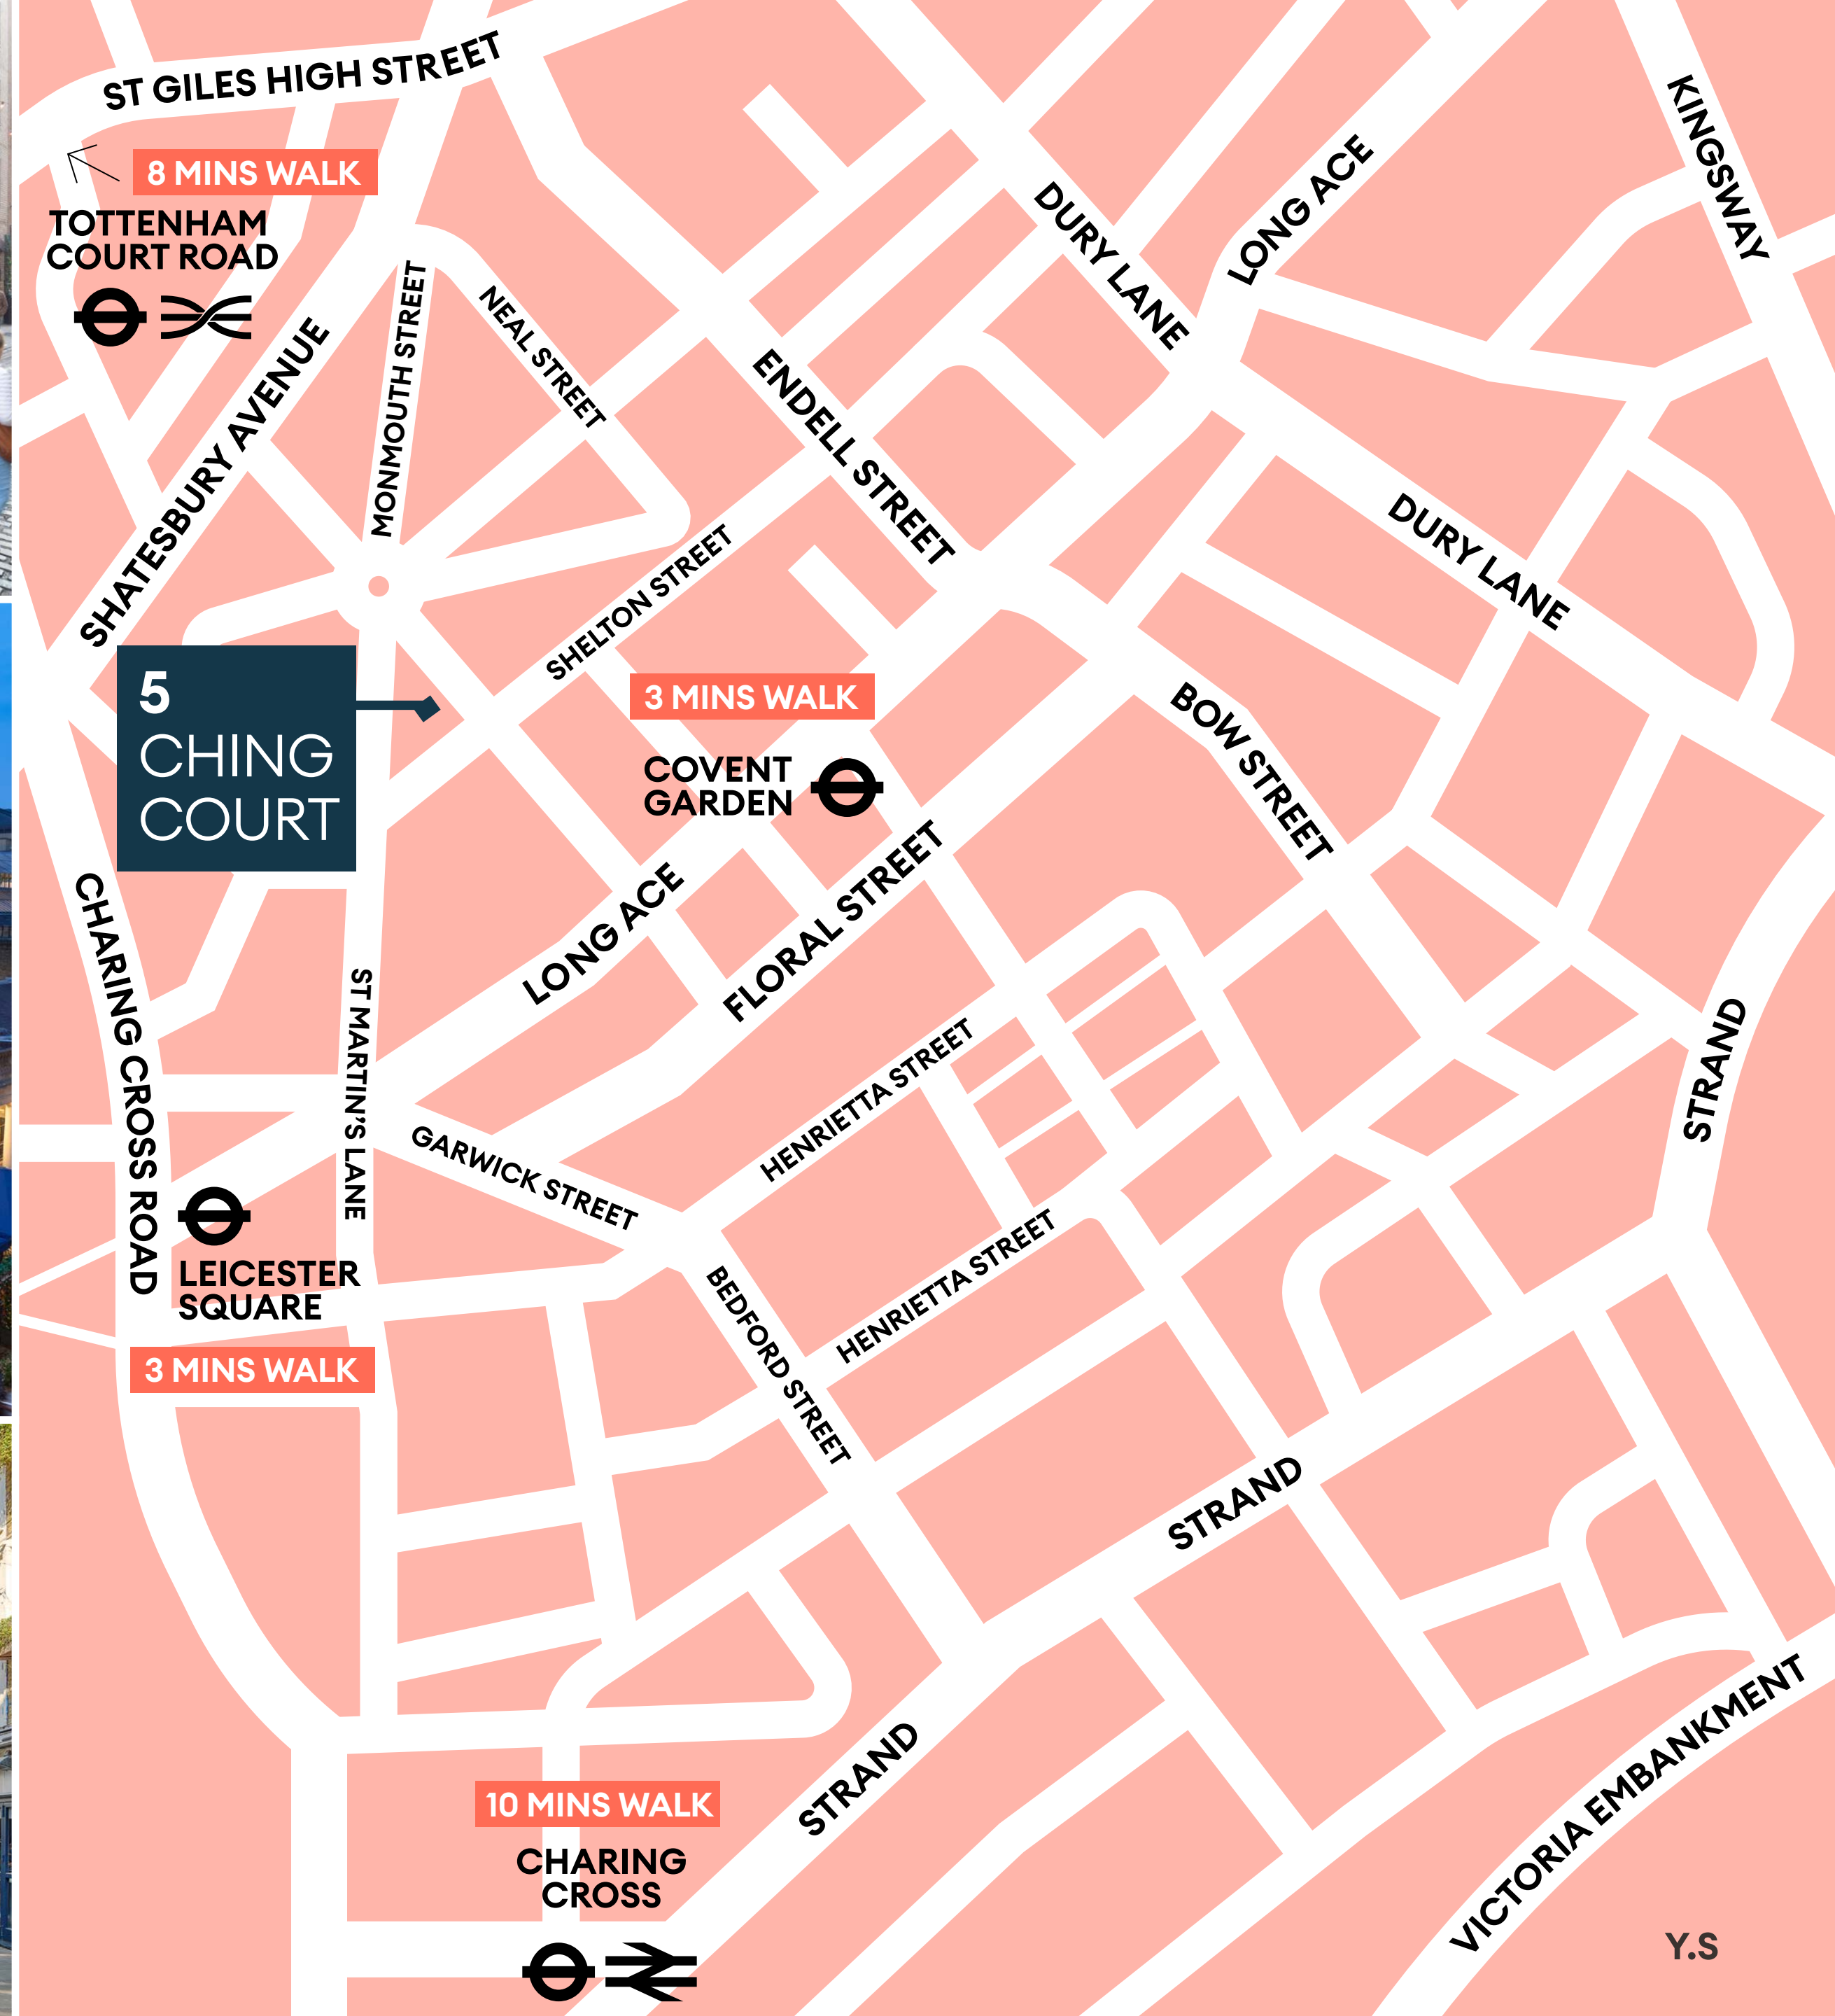 ST GILES HIGH STREET
KINGSWAY
8 MINS WALK
TOTTENHAM
COURT ROAD
DURY LANE
LONG ACE
MONMOUTH STREET
NEAL STREET
SHATESBURY AVENUE
ENDELL STREET
DURY LANE
SHELTON STREET
5
CHING
COURT
3 MINS WALK
COVENT
GARDEN
BOW STREET
CHARING CROSS ROAD
LONG ACE
FLORAL STREET
ST MARTIN'S LANE
HENRIETTA STREET
STRAND
GARWICK STREET
LEICESTER
SQUARE
3 MINS WALK
HENRIETTA STREET
BEDFORD STREET
STRAND
STRAND
VICTORIA EMBANKMENT
10 MINS WALK
CHARING
CROSS
Y.S